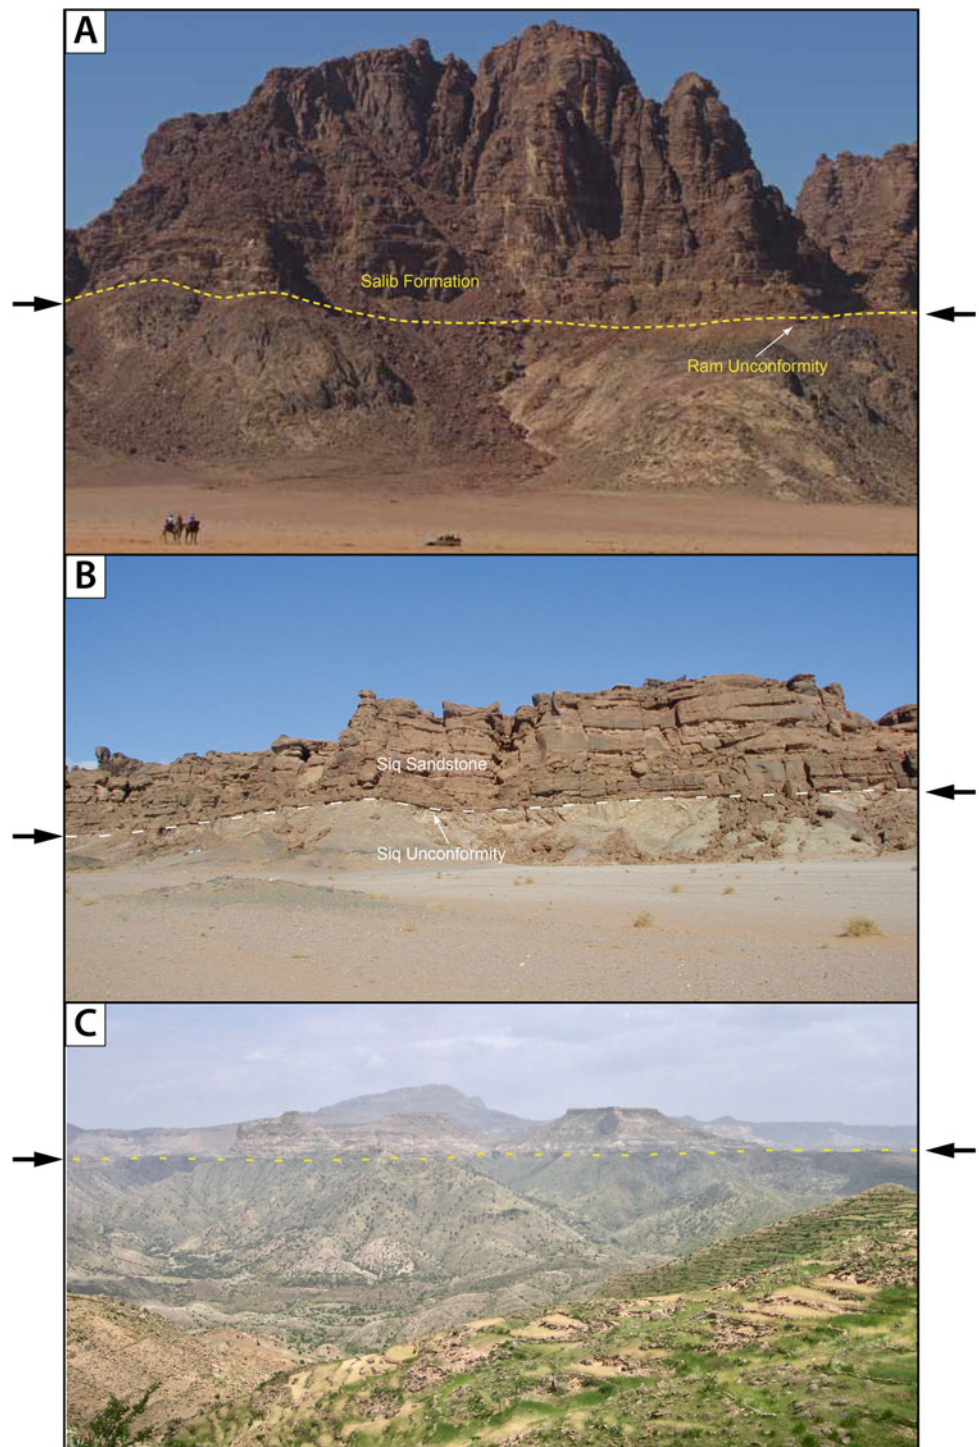 A
Salib Formation
Ram Unconformity
B
Siq Sandstone
Siq Unconformity
C